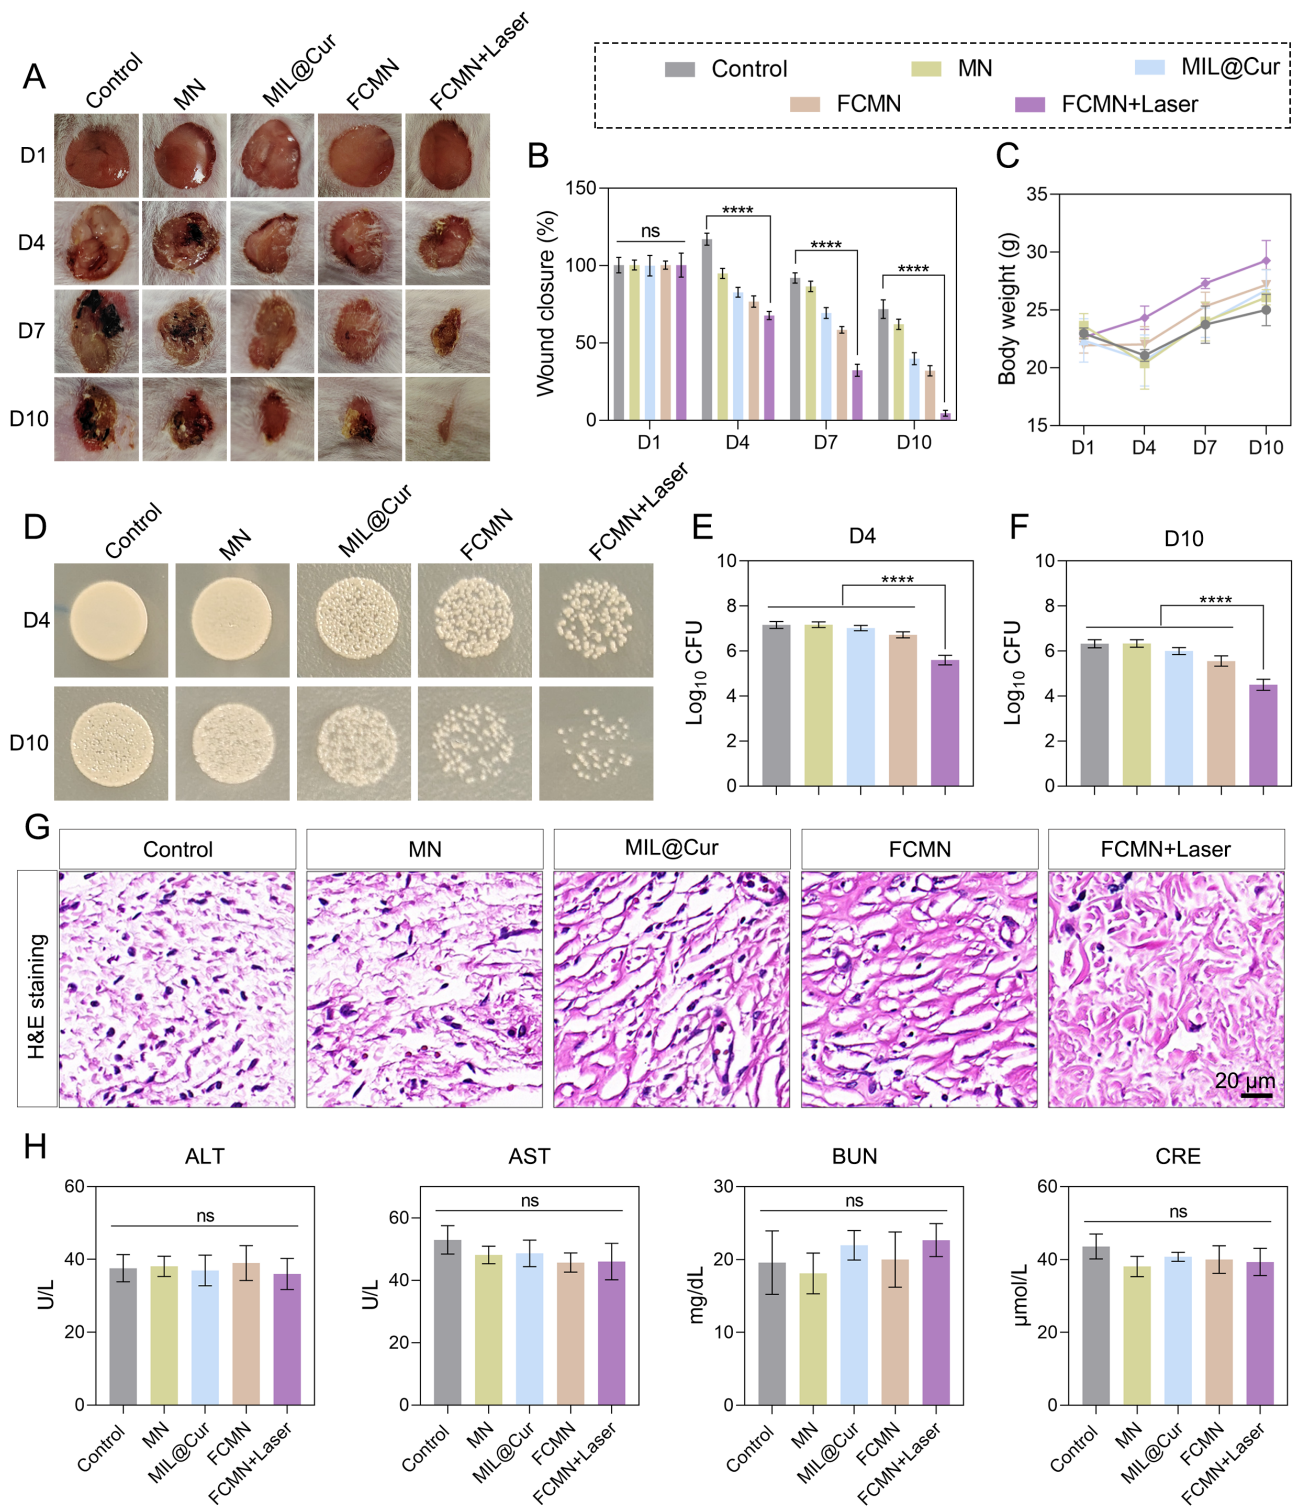 A
Control
MN
MIL@Cur
FCMN
FCMN+Laser
D1
D4
D7
D10
Control
MN
MIL@Cur
FCMN
FCMN+Laser
B
Wound closure (%)
150
100
50
0
ns
****
****
****
D1
D4
D7
D10
C
Body weight (g)
35
30
25
20
15
D1
D4
D7
D10
D
Control
MN
MIL@Cur
FCMN
FCMN+Laser
D4
D10
E
D4
Log10 CFU
10
8
6
4
2
0
****
F
D10
Log10 CFU
10
8
6
4
2
0
****
G
Control
MN
MIL@Cur
FCMN
FCMN+Laser
H&E staining
20 μm
H
ALT
U/L
60
40
20
0
ns
Control
MN
MIL@Cur
FCMN
FCMN+Laser
AST
U/L
60
40
20
0
ns
Control
MN
MIL@Cur
FCMN
FCMN+Laser
BUN
mg/dL
30
20
10
0
ns
Control
MN
MIL@Cur
FCMN
FCMN+Laser
CRE
μmol/L
60
40
20
0
ns
Control
MN
MIL@Cur
FCMN
FCMN+Laser